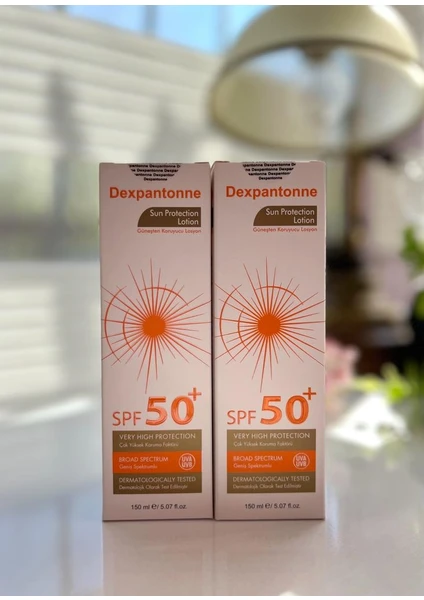 Dexpantonne
Sun Protection
Lotion
Güneşten Koruyucu Losyon
SPF 50+
VERY HIGH PROTECTION
Çok Yüksek Koruma Faktörü
BROAD SPECTRUM
Geniş Spektrumlu
UVA
UVB
DERMATOLOGICALLY TESTED
Dermatolojik Olarak Test Edilmiştir
150 ml ℮/ 5.07 fl.oz
Dexpantonne
Sun Protection
Lotion
Güneşten Koruyucu Losyon
SPF 50+
VERY HIGH PROTECTION
Çok Yüksek Koruma Faktörü
BROAD SPECTRUM
Geniş Spektrumlu
UVA
UVB
DERMATOLOGICALLY TESTED
Dermatolojik Olarak Test Edilmiştir
150 ml ℮/ 5.07 fl.oz